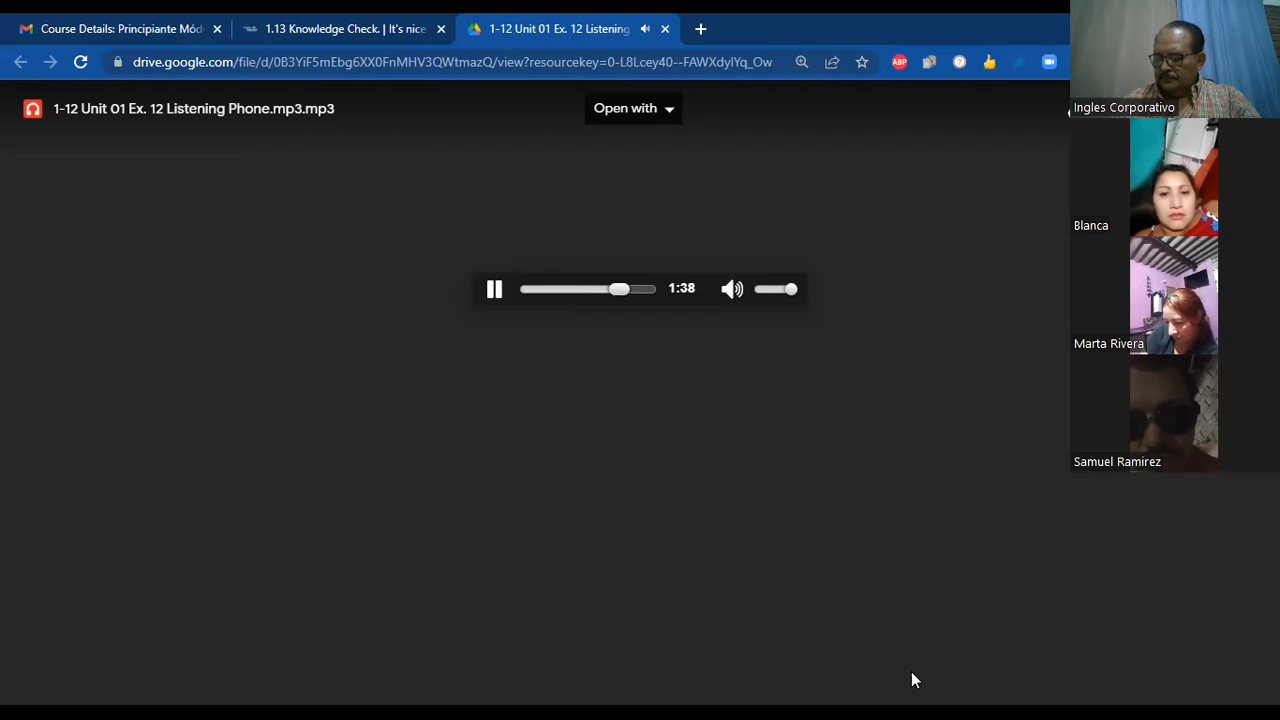 Course Details: Principiante Mód
1.13 Knowledge Check. | It's nice
1-12 Unit 01 Ex. 12 Listening
drive.google.com/file/d/0B3YiF5mEbg6XX0FnMHV3QWtmazQ/view?resourcekey=0-L8Lcey40--FAWXdyIYq_Ow
ABP
1-12 Unit 01 Ex. 12 Listening Phone.mp3.mp3
Open with
Ingles Corporativo
Blanca
1:38
Marta Rivera
Samuel Ramirez